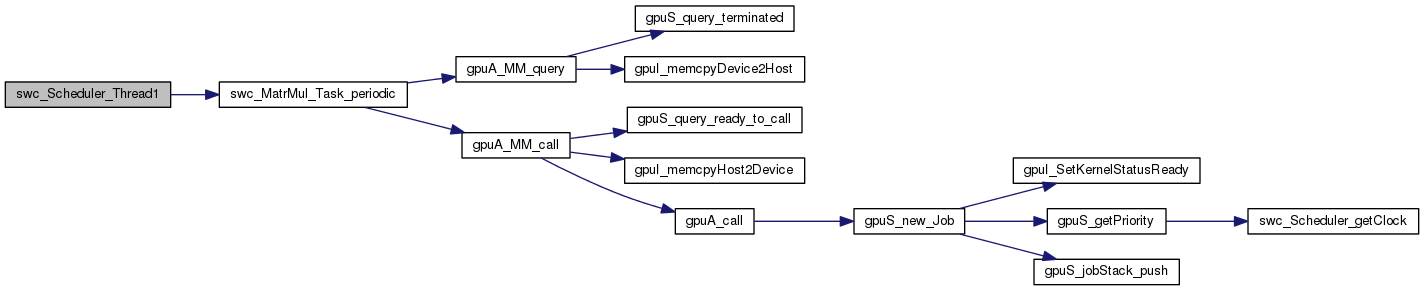 gpuS_query_terminated
gpuA_MM_query
gpuI_memcpyDevice2Host
swc_Scheduler_Thread1
swc_MatrMul_Task_periodic
gpuS_query_ready_to_call
gpuA_MM_call
gpuI_memcpyHost2Device
gpuI_SetKernelStatusReady
gpuA_call
gpuS_new_Job
gpuS_getPriority
swc_Scheduler_getClock
gpuS_jobStack_push